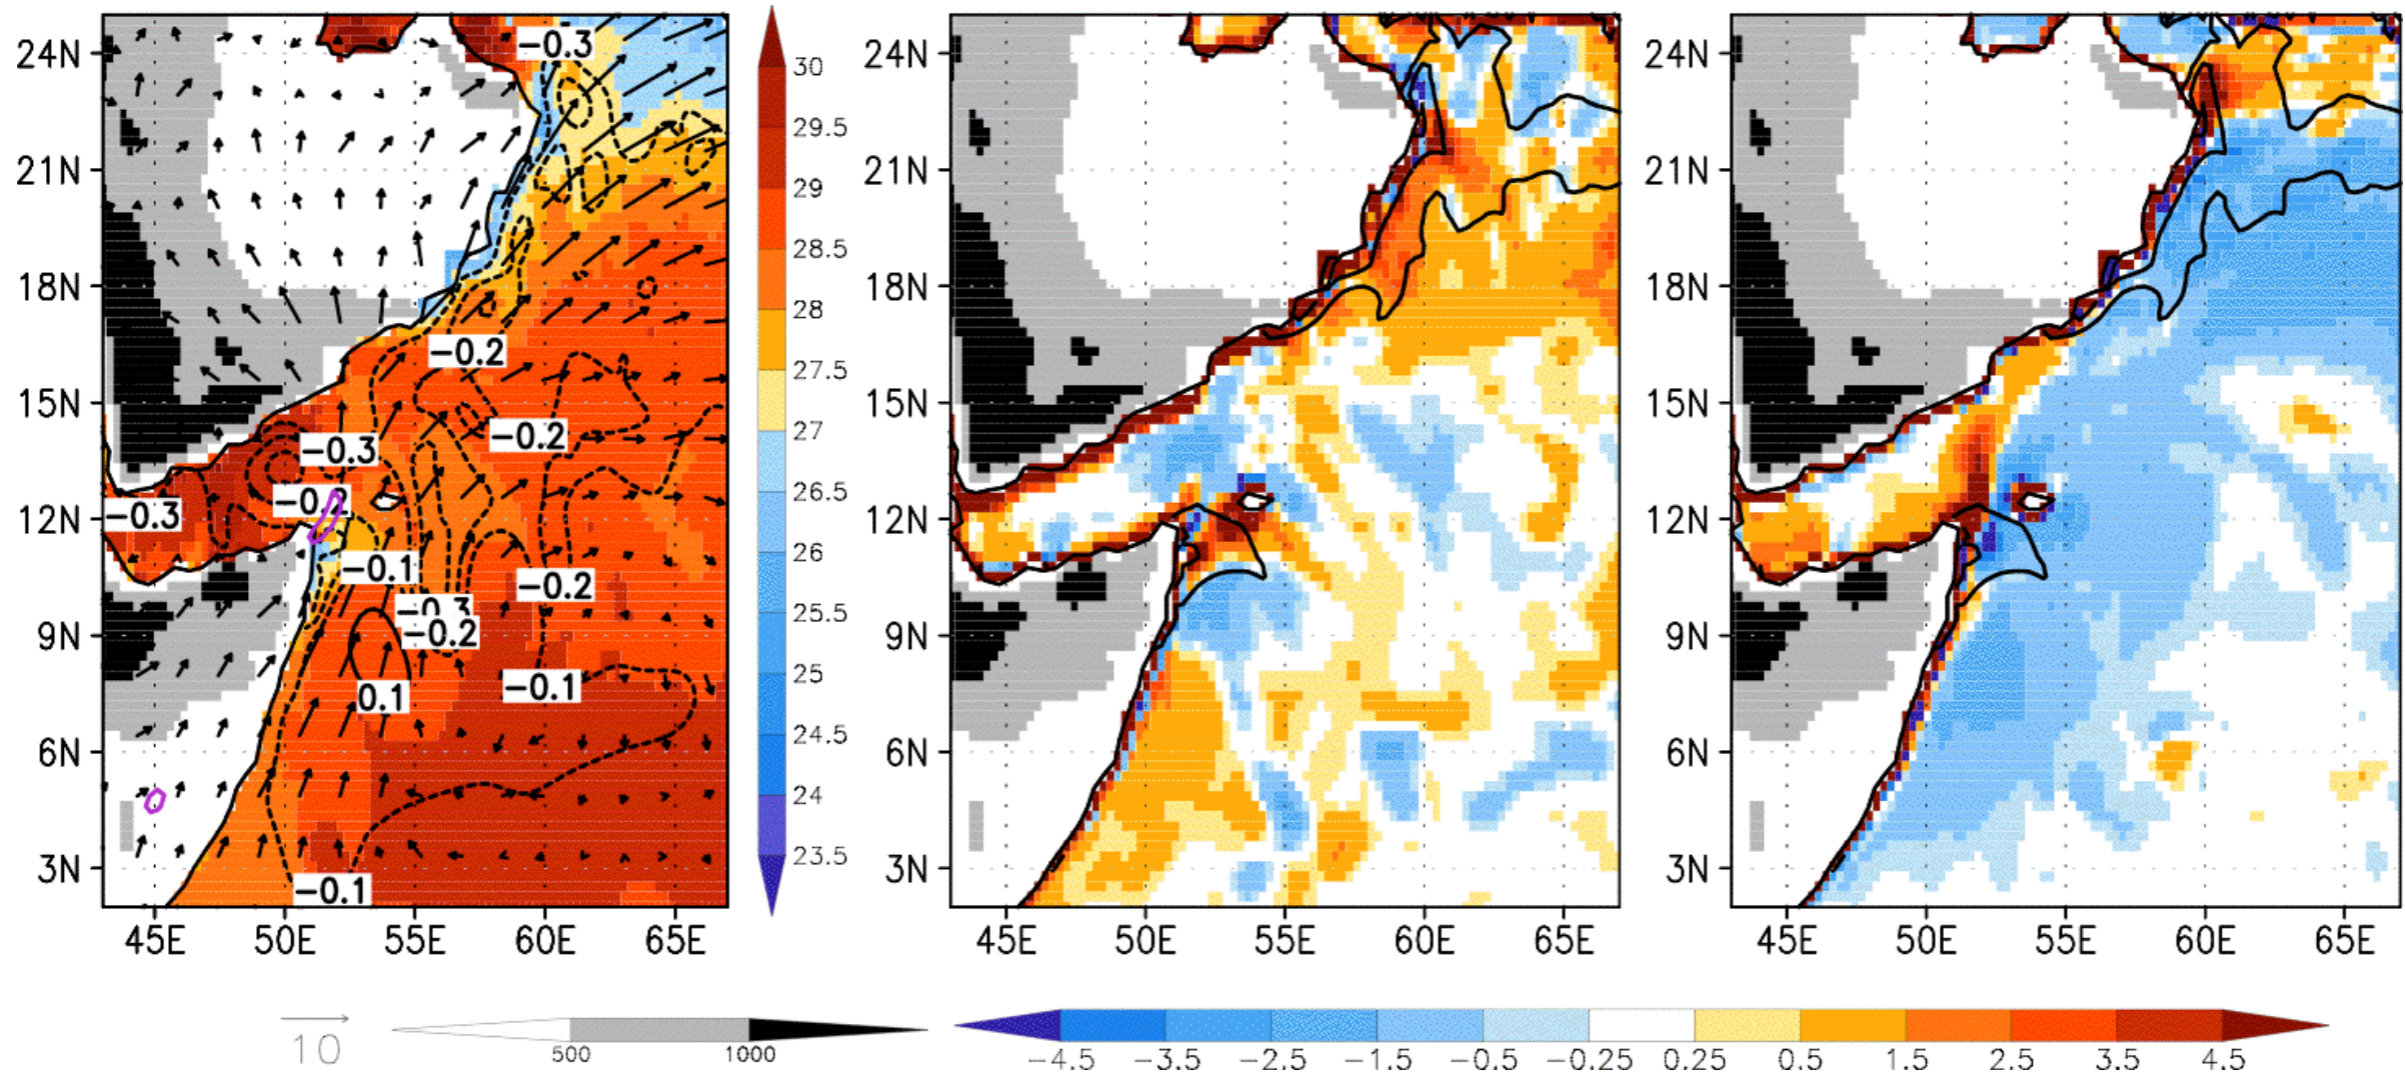 24N
21N
18N
15N
12N
9N
6N
3N
45E 50E 55E 60E 65E
-0.3
-0.2
-0.2
-0.3
-0.2
-0.3
-0.1
-0.2
-0.3
-0.2
-0.1
0.1
-0.1
30
29.5
29
28.5
28
27.5
27
26.5
26
25.5
25
24.5
24
23.5
24N
21N
18N
15N
12N
9N
6N
3N
45E 50E 55E 60E 65E
24N
21N
18N
15N
12N
9N
6N
3N
45E 50E 55E 60E 65E
10
500 1000
-4.5 -3.5 -2.5 -1.5 -0.5 -0.25 0.25 0.5 1.5 2.5 3.5 4.5